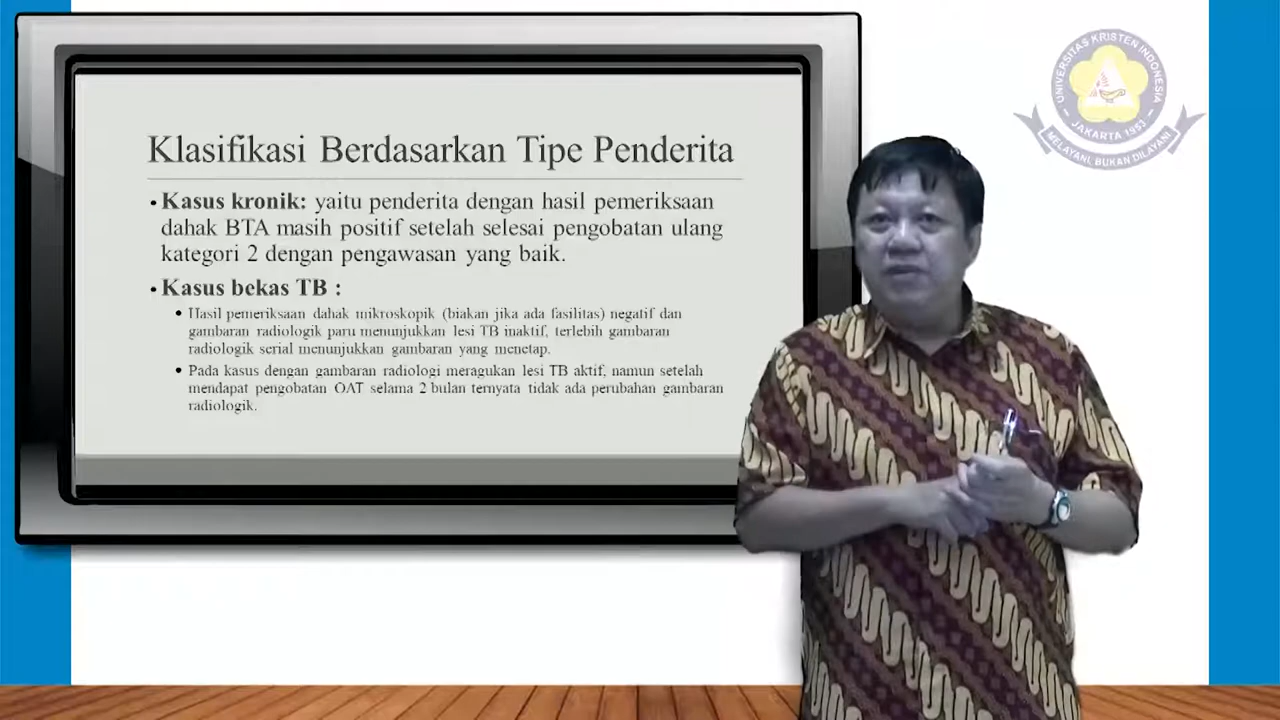 UNIVERSITAS KRISTEN INDONESIA
JAKARTA 1953
MELAYANI, BUKAN DILAYANI
Klasifikasi Berdasarkan Tipe Penderita
• Kasus kronik: yaitu penderita dengan hasil pemeriksaan
dahak BTA masih positif setelah selesai pengobatan ulang
kategori 2 dengan pengawasan yang baik.
• Kasus bekas TB :
• Hasil pemeriksaan dahak mikroskopik (biakan jika ada fasilitas) negatif dan
gambaran radiologik paru menunjukkan lesi TB inaktif, terlebih gambaran
radiologik serial menunjukkan gambaran yang menetap.
• Pada kasus dengan gambaran radiologi meragukan lesi TB aktif, namun setelah
mendapat pengobatan OAT selama 2 bulan ternyata tidak ada perubahan gambaran
radiologik.